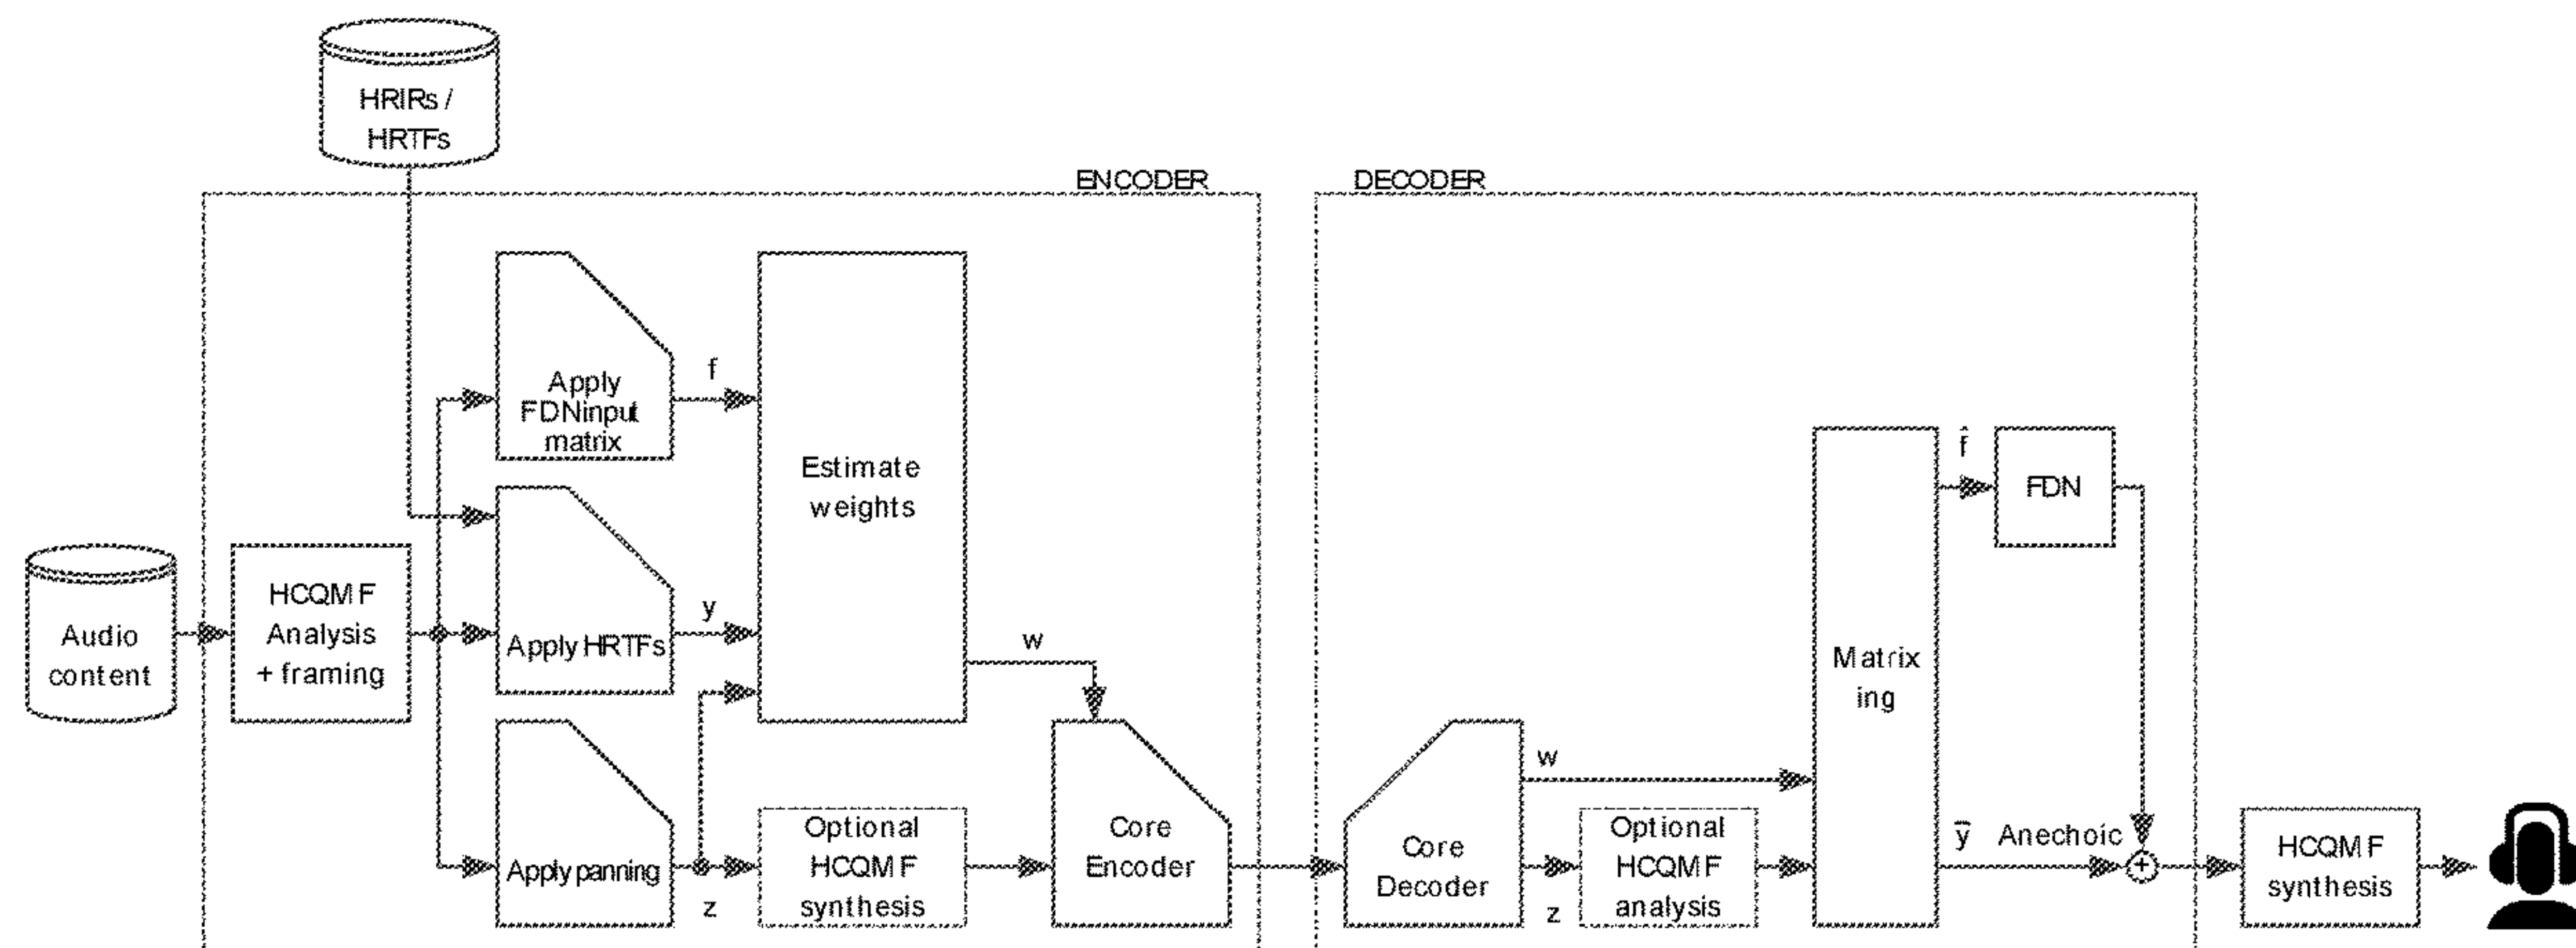 HRIRs /
HRTFs
ENCODER
DECODER
Apply
FDNinput
matrix
f
Estimate
weights
f̂
FDN
HCQMF
Analysis
+ framing
Audio
content
Apply HRTFs
y
w
Matrix
ing
Apply panning
z
Optional
HCQMF
synthesis
Core
Encoder
Core
Decoder
w
z
Optional
HCQMF
analysis
ȳ Anechoic
+
HCQMF
synthesis